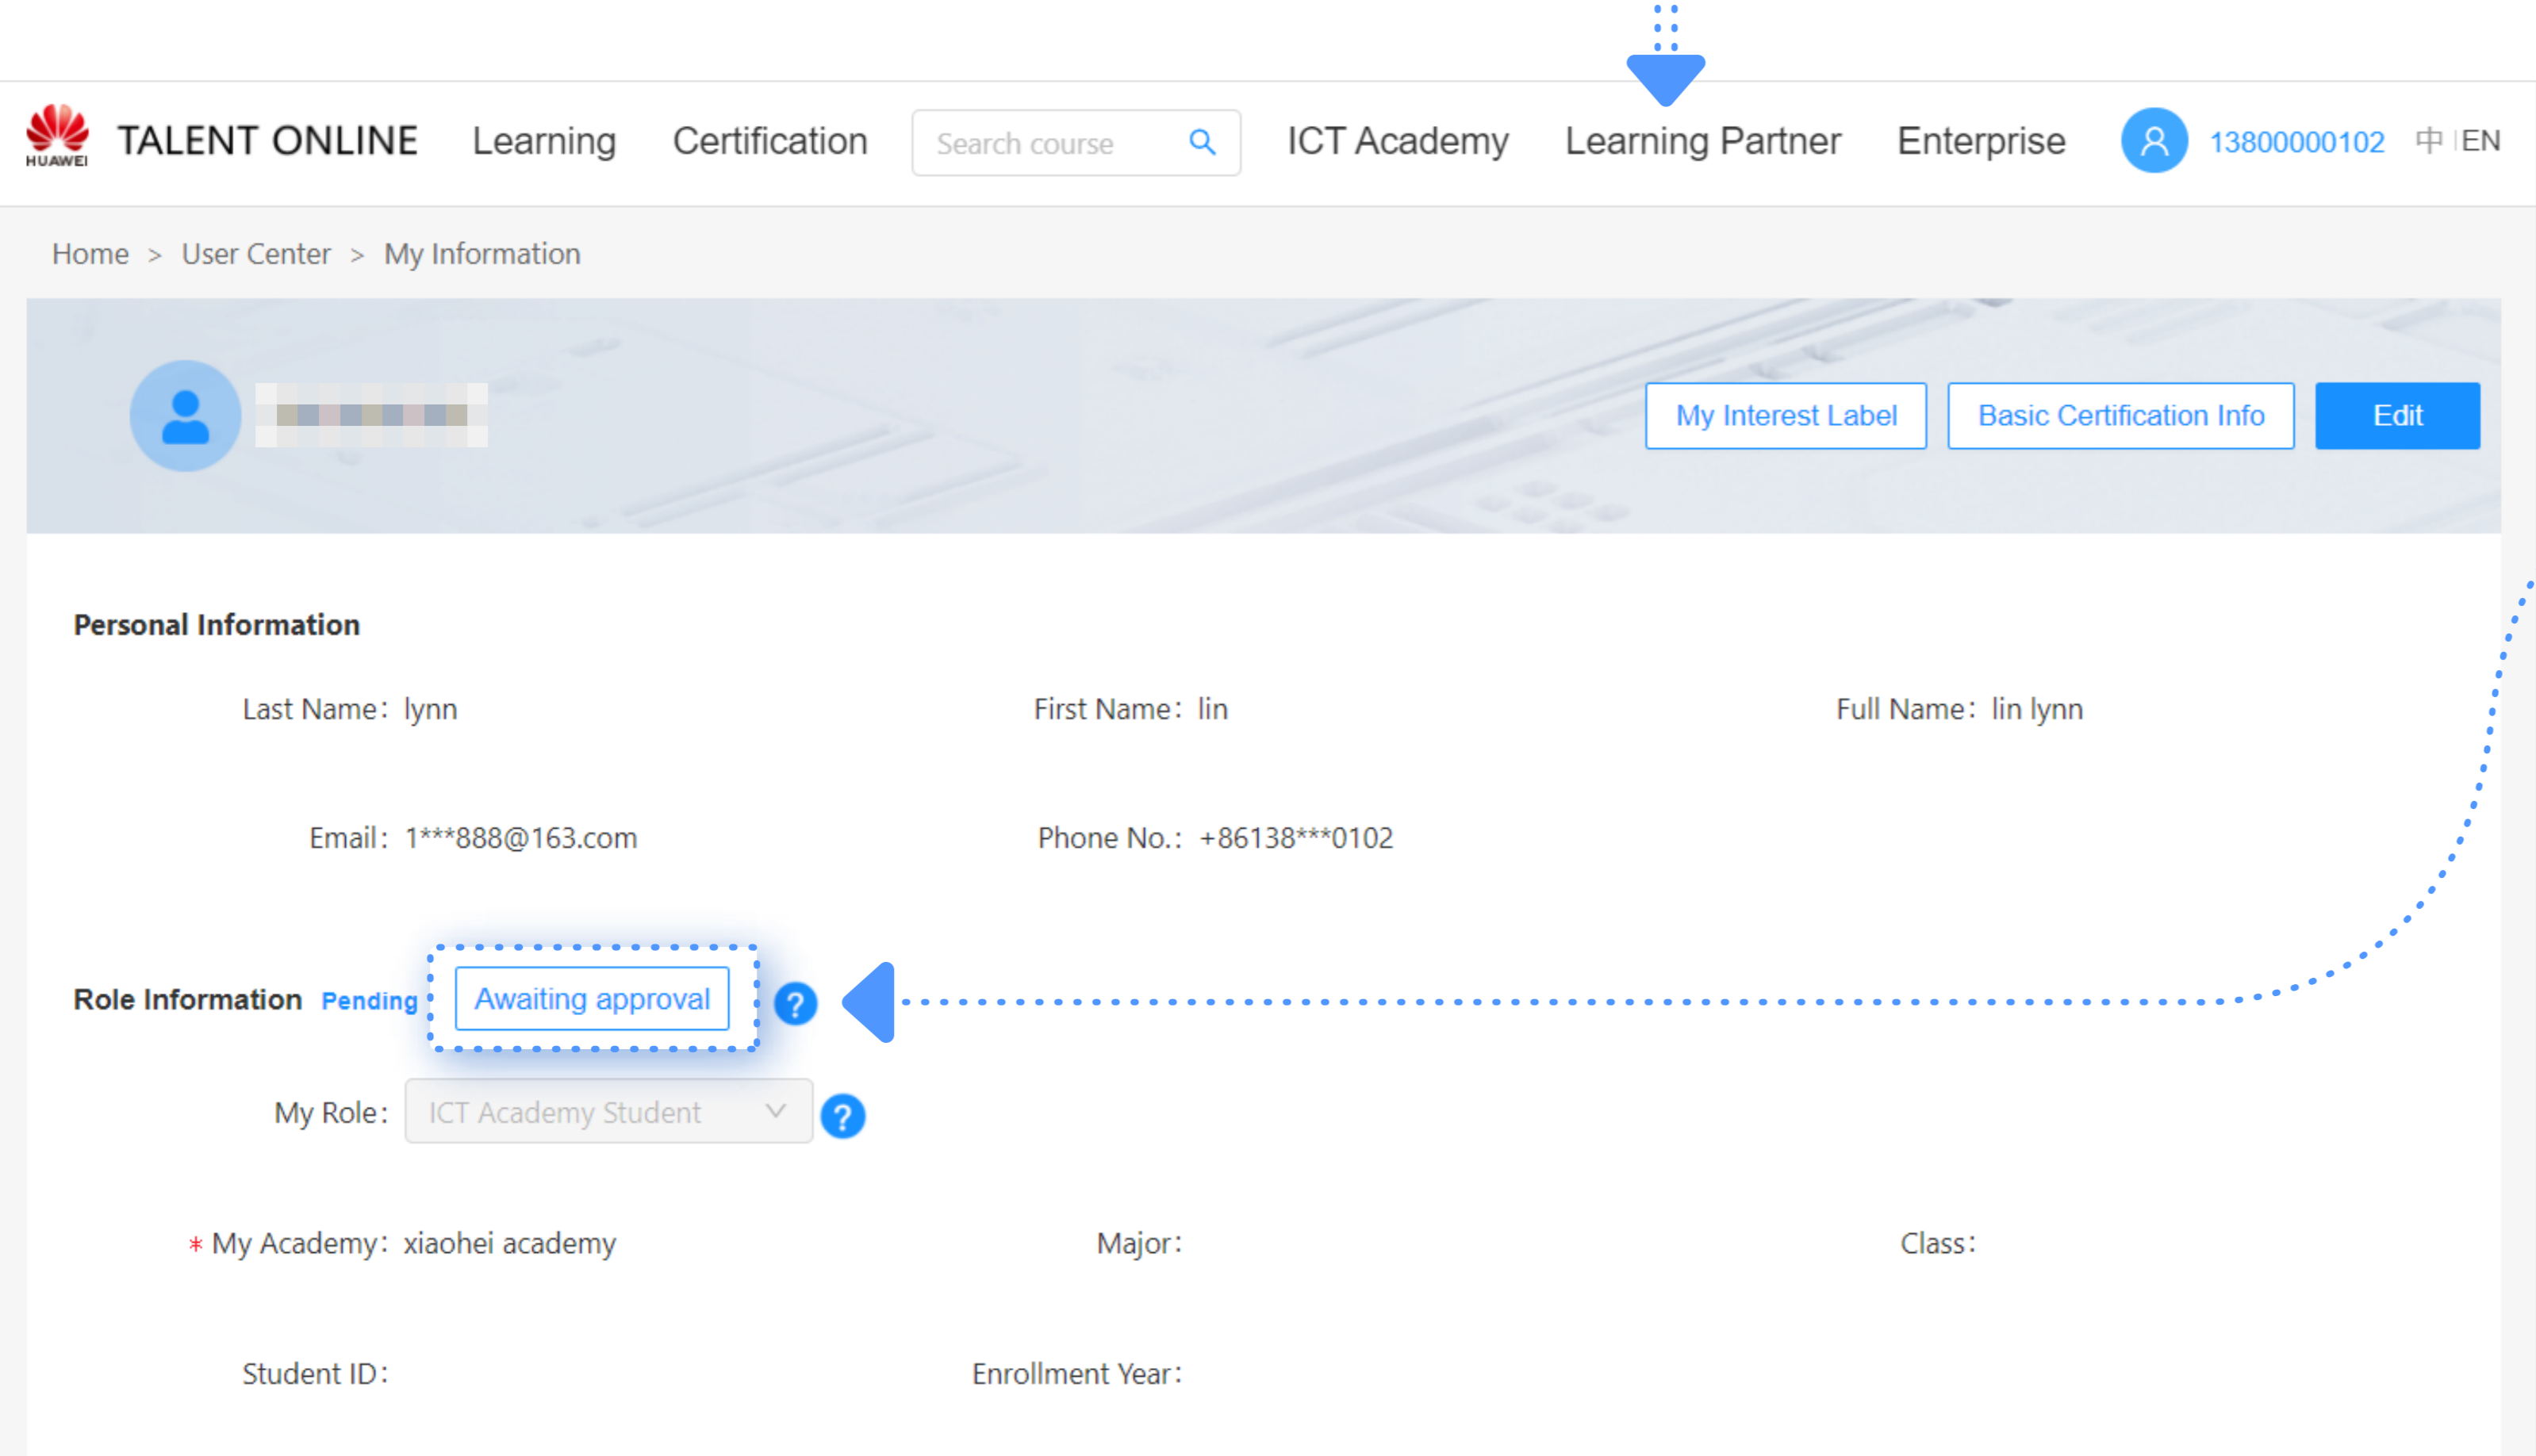 HUAWEI TALENT ONLINE Learning Certification Search course ICT Academy Learning Partner Enterprise 13800000102 中 | EN
Home > User Center > My Information
My Interest Label Basic Certification Info Edit
Personal Information
Last Name: lynn First Name: lin Full Name: lin lynn
Email: 1***888@163.com Phone No.: +86138***0102
Role Information Pending Awaiting approval ?
My Role: ICT Academy Student ?
* My Academy: xiaohei academy Major: Class:
Student ID: Enrollment Year: